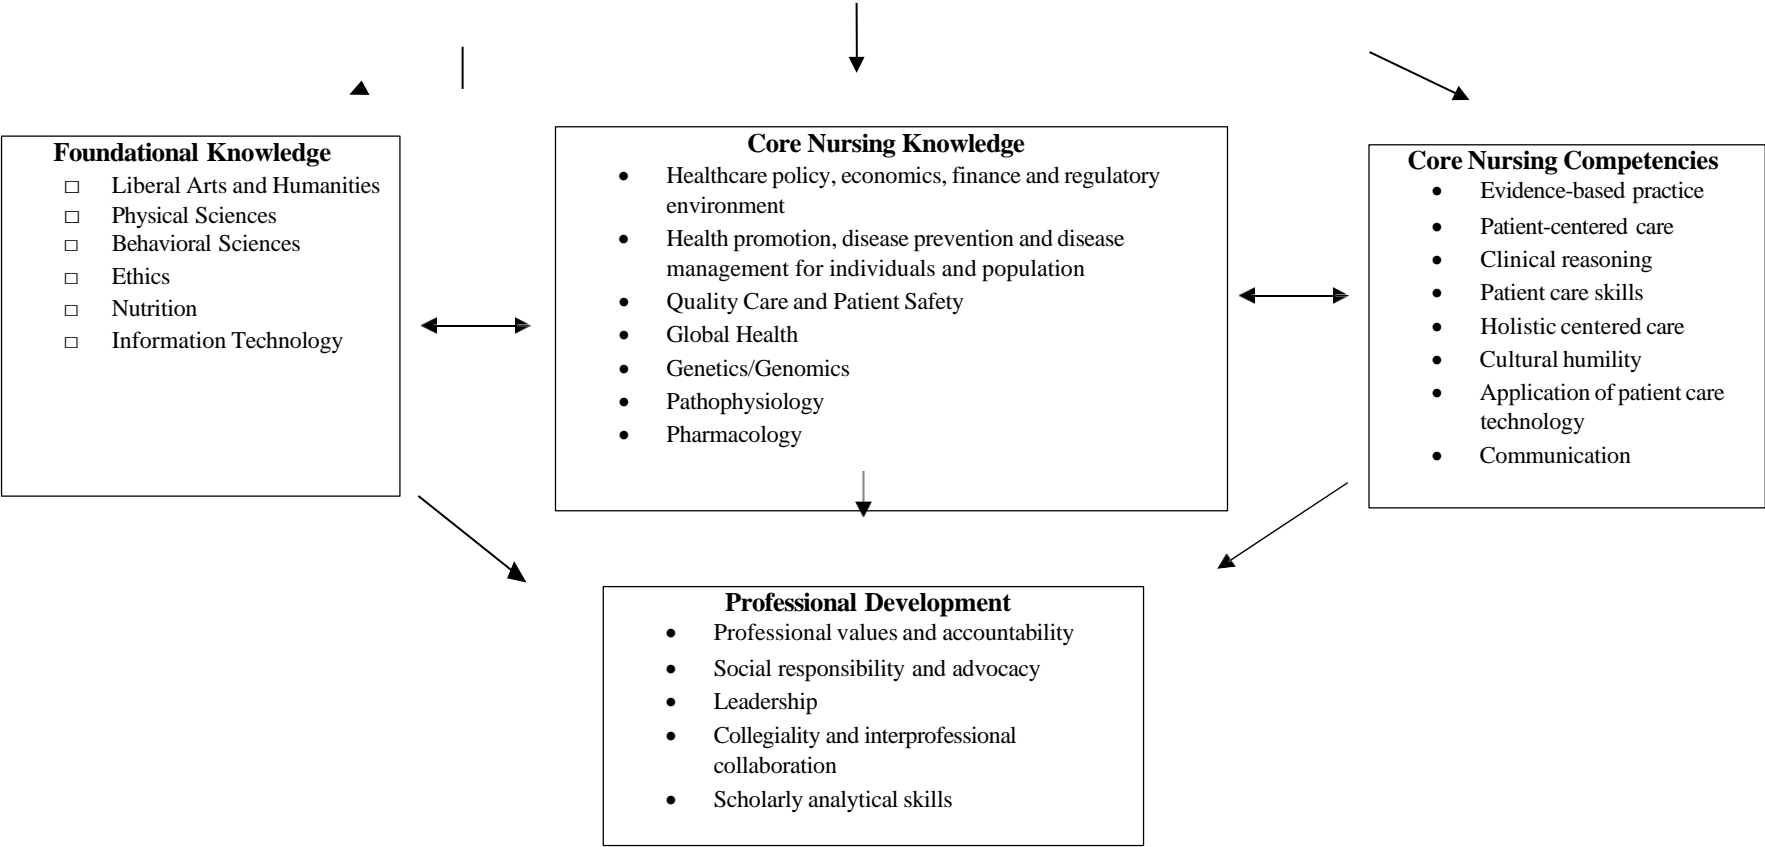 Foundational Knowledge
□ Liberal Arts and Humanities
□ Physical Sciences
□ Behavioral Sciences
□ Ethics
□ Nutrition
□ Information Technology
Core Nursing Knowledge
• Healthcare policy, economics, finance and regulatory
environment
• Health promotion, disease prevention and disease
management for individuals and population
• Quality Care and Patient Safety
• Global Health
• Genetics/Genomics
• Pathophysiology
• Pharmacology
Core Nursing Competencies
• Evidence-based practice
• Patient-centered care
• Clinical reasoning
• Patient care skills
• Holistic centered care
• Cultural humility
• Application of patient care
technology
• Communication
Professional Development
• Professional values and accountability
• Social responsibility and advocacy
• Leadership
• Collegiality and interprofessional
collaboration
• Scholarly analytical skills